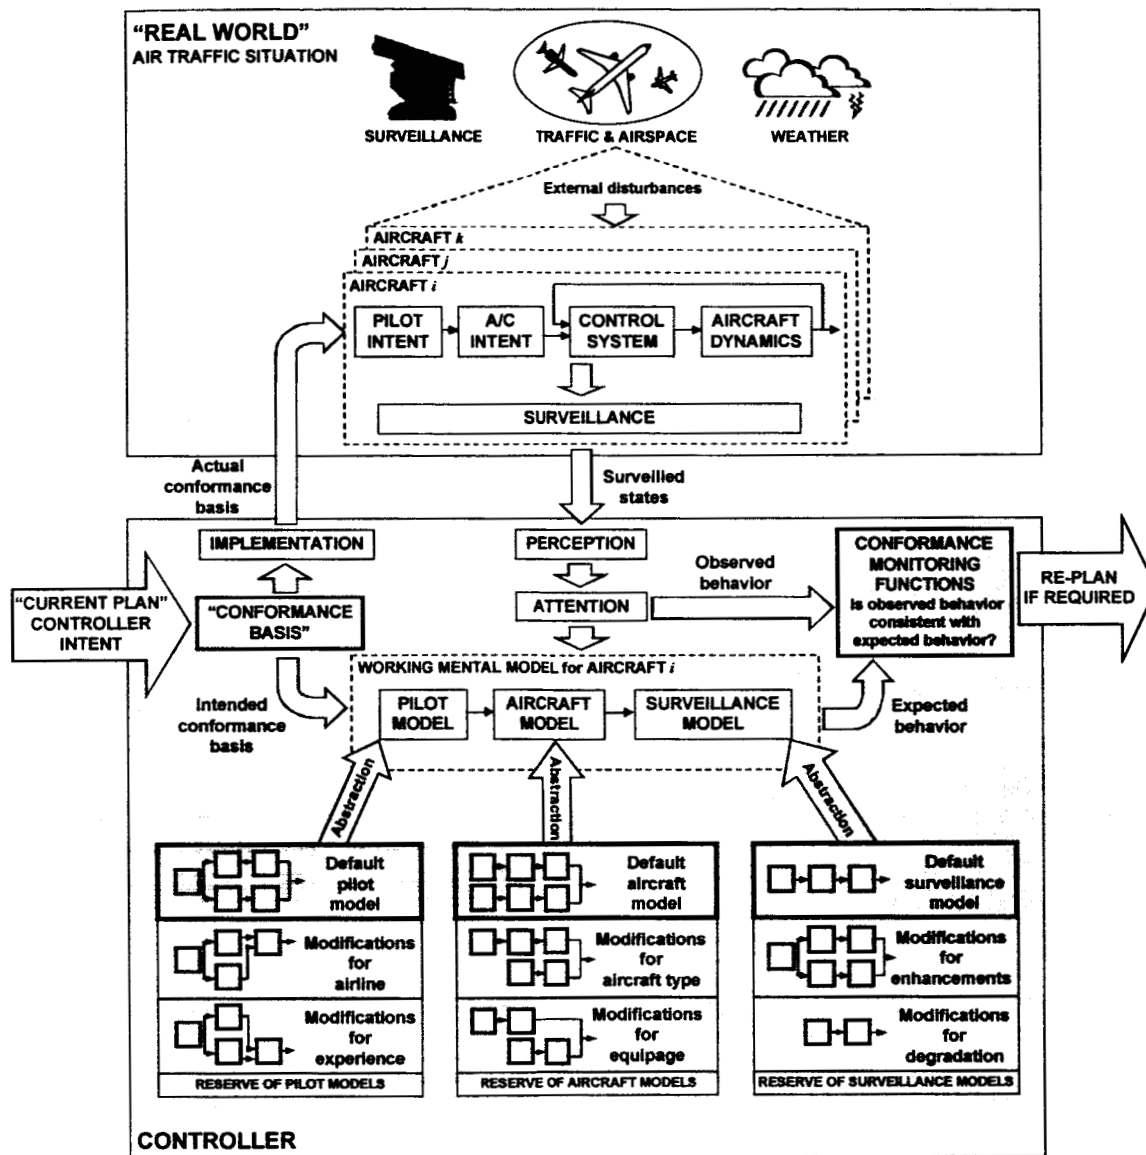 "REAL WORLD"
AIR TRAFFIC SITUATION
SURVEILLANCE
TRAFFIC & AIRSPACE
WEATHER
External disturbances
AIRCRAFT k
AIRCRAFT j
AIRCRAFT i
PILOT
INTENT
A/C
INTENT
CONTROL
SYSTEM
AIRCRAFT
DYNAMICS
SURVEILLANCE
Actual
conformance
basis
Surveilled
states
IMPLEMENTATION
PERCEPTION
ATTENTION
Observed
behavior
CONFORMANCE
MONITORING
FUNCTIONS
Is observed behavior
consistent with
expected behavior?
RE-PLAN
IF REQUIRED
"CURRENT PLAN"
CONTROLLER
INTENT
"CONFORMANCE
BASIS"
Intended
conformance
basis
WORKING MENTAL MODEL for AIRCRAFT i
PILOT
MODEL
AIRCRAFT
MODEL
SURVEILLANCE
MODEL
Expected
behavior
Abstraction
Abstraction
Abstraction
Default
pilot
model
Modifications
for
airline
Modifications
for
experience
RESERVE OF PILOT MODELS
Default
aircraft
model
Modifications
for
aircraft type
Modifications
for
equipage
RESERVE OF AIRCRAFT MODELS
Default
surveillance
model
Modifications
for
enhancements
Modifications
for
degradation
RESERVE OF SURVEILLANCE MODELS
CONTROLLER